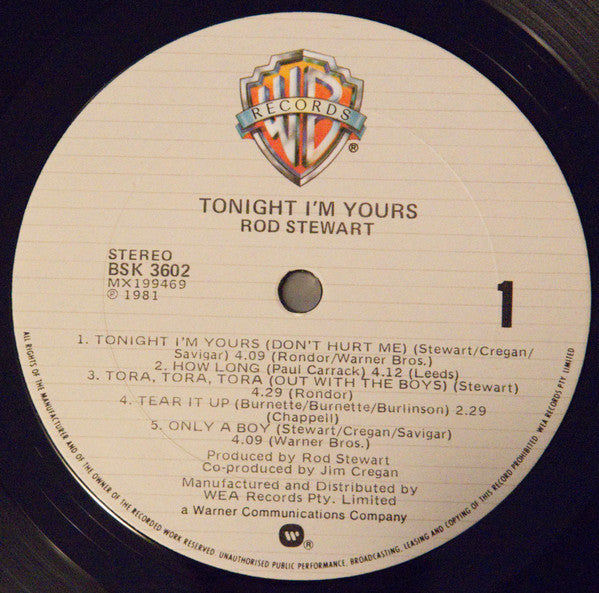 WB
RECORDS
®
TONIGHT I'M YOURS
ROD STEWART
STEREO
BSK 3602
MX199469
℗ 1981
1
1. TONIGHT I'M YOURS (DON'T HURT ME) (Stewart/Cregan/
Savigar) 4.09 (Rondor/Warner Bros.)
2. HOW LONG (Paul Carrack) 4.12 (Leeds)
3. TORA, TORA, TORA (OUT WITH THE BOYS) (Stewart)
4.29 (Rondor)
4. TEAR IT UP (Burnette/Burnette/Burlinson) 2.29
(Chappell)
5. ONLY A BOY (Stewart/Cregan/Savigar)
4.09 (Warner Bros.)
Produced by Rod Stewart
Co-produced by Jim Cregan
Manufactured and Distributed by
WEA Records Pty. Limited
a Warner Communications Company
®
ALL RIGHTS OF THE MANUFACTURER AND OF THE OWNER OF THE RECORDED WORK RESERVED. UNAUTHORISED PUBLIC PERFORMANCE, BROADCASTING, LEASING AND COPYING OF THIS RECORD PROHIBITED. WEA RECORDS PTY. LIMITED